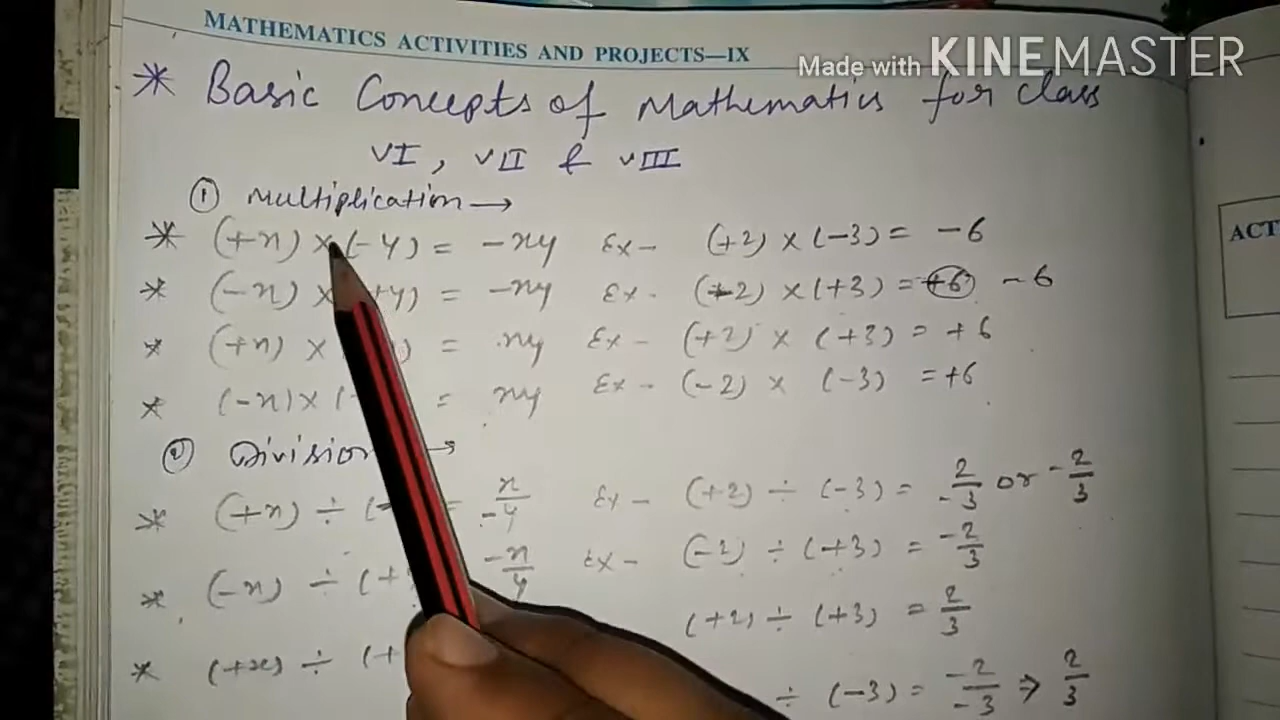 MATHEMATICS ACTIVITIES AND PROJECTS—IX
Made with KINEMASTER
* Basic Concepts of Mathematics for class
VI, VII & VIII
① Multiplication →
* (+x) × (-y) = -xy Ex- (+2) × (-3) = -6
* (-x) × +y) = -xy Ex- (-2) × (+3) = +6 -6
* (+x) × ) = xy Ex- (+2) × (+3) = +6
* (-x) × (- = xy Ex- (-2) × (-3) = +6
② Division →
* (+x) ÷ (- = x/-y Ex- (+2) ÷ (-3) = 2/-3 or -2/3
* (-x) ÷ (+ -x/y Ex- (-2) ÷ (+3) = -2/3
* (+x) ÷ (+ (+2) ÷ (+3) = 2/3
÷ (-3) = -2/-3 ⇒ 2/3
ACT